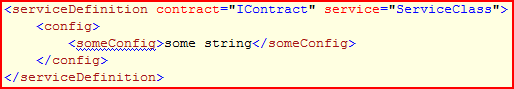 <serviceDefinition contract="IContract" service="ServiceClass">
<config>
<someConfig>some string</someConfig>
</config>
</serviceDefinition>